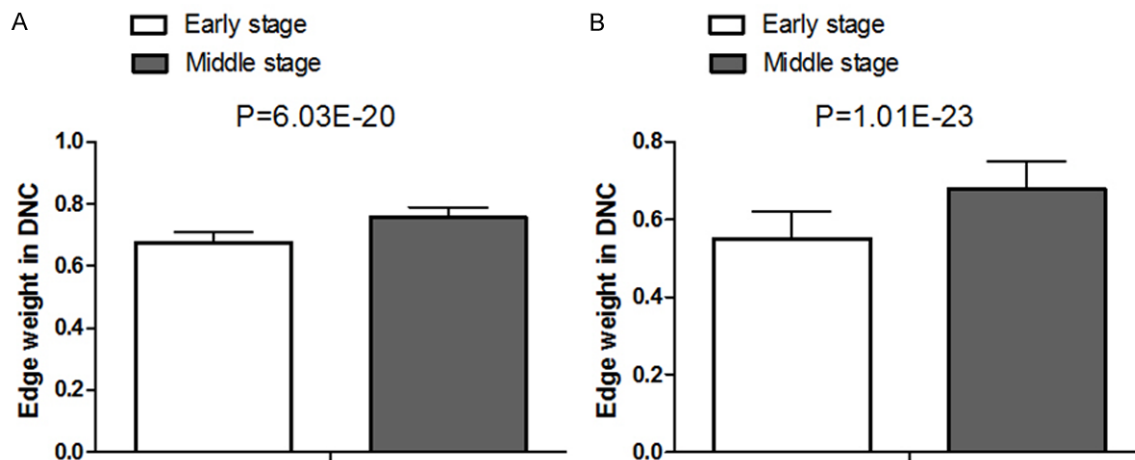 A
Early stage
Middle stage
P=6.03E-20
1.0
0.8
0.6
0.4
0.2
0.0
Edge weight in DNC
B
Early stage
Middle stage
P=1.01E-23
0.8
0.6
0.4
0.2
0.0
Edge weight in DNC